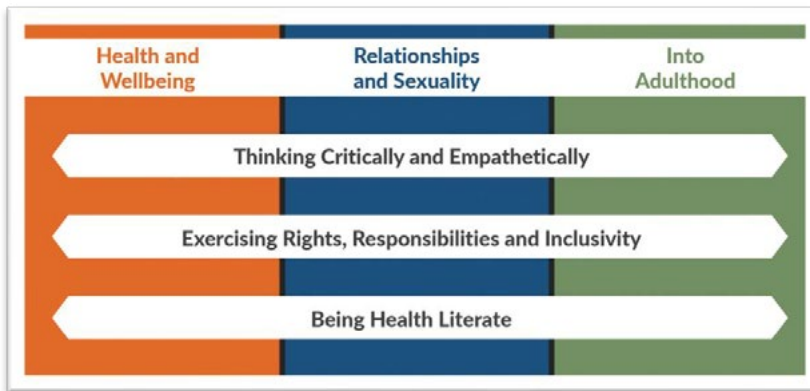 Health and
Wellbeing
Relationships
and Sexuality
Into
Adulthood
Thinking Critically and Empathetically
Exercising Rights, Responsibilities and Inclusivity
Being Health Literate